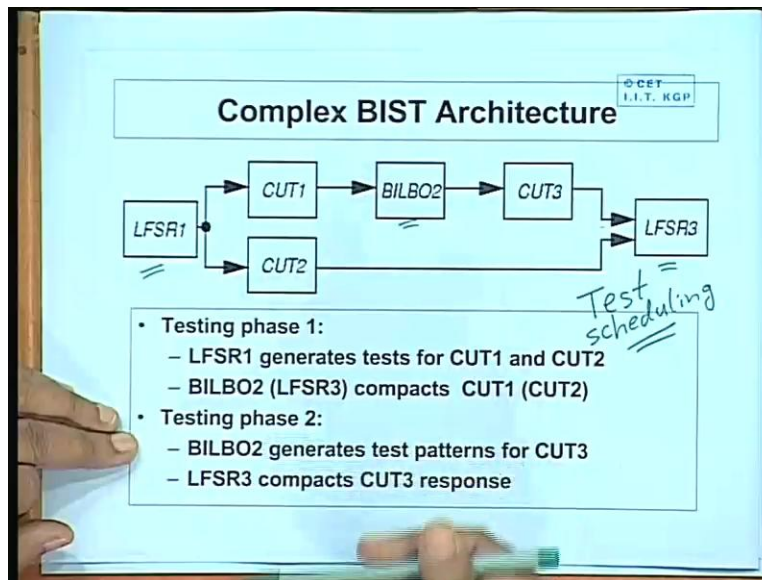 © CET
I.I.T. KGP
Complex BIST Architecture
CUT1
BILBO2
CUT3
LFSR1
LFSR3
CUT2
Test
scheduling
• Testing phase 1:
– LFSR1 generates tests for CUT1 and CUT2
– BILBO2 (LFSR3) compacts CUT1 (CUT2)
• Testing phase 2:
– BILBO2 generates test patterns for CUT3
– LFSR3 compacts CUT3 response